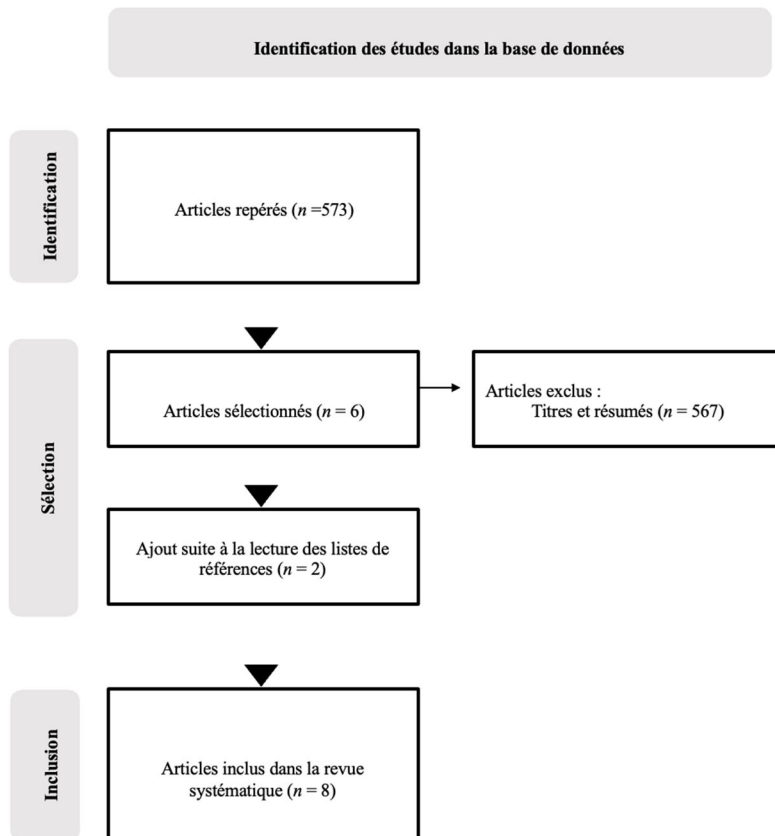 Identification des études dans la base de données
Identification
Articles repérés (n =573)
Sélection
Articles sélectionnés (n = 6)
Articles exclus :
Titres et résumés (n = 567)
Ajout suite à la lecture des listes de
références (n = 2)
Inclusion
Articles inclus dans la revue
systématique (n = 8)